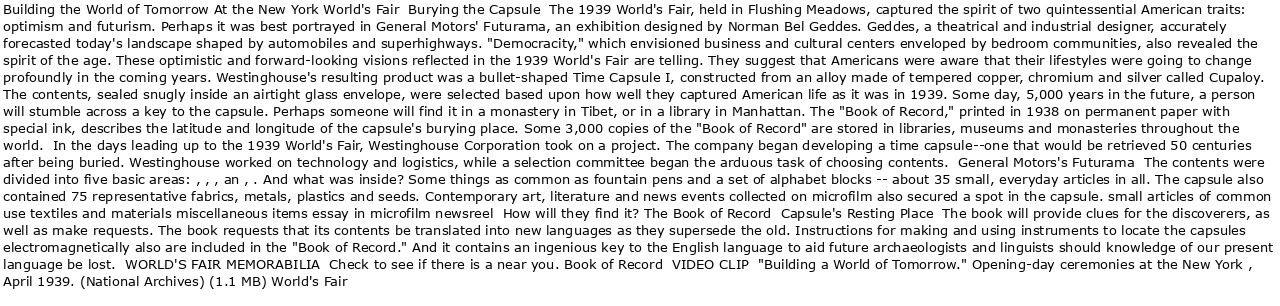 Building the World of Tomorrow At the New York World's Fair  Burying the Capsule  The 1939 World's Fair, held in Flushing Meadows, captured the spirit of two quintessential American traits:
optimism and futurism. Perhaps it was best portrayed in General Motors' Futurama, an exhibition designed by Norman Bel Geddes. Geddes, a theatrical and industrial designer, accurately
forecasted today's landscape shaped by automobiles and superhighways. "Democracity," which envisioned business and cultural centers enveloped by bedroom communities, also revealed the
spirit of the age. These optimistic and forward-looking visions reflected in the 1939 World's Fair are telling. They suggest that Americans were aware that their lifestyles were going to change
profoundly in the coming years. Westinghouse's resulting product was a bullet-shaped Time Capsule I, constructed from an alloy made of tempered copper, chromium and silver called Cupaloy.
The contents, sealed snugly inside an airtight glass envelope, were selected based upon how well they captured American life as it was in 1939. Some day, 5,000 years in the future, a person
will stumble across a key to the capsule. Perhaps someone will find it in a monastery in Tibet, or in a library in Manhattan. The "Book of Record," printed in 1938 on permanent paper with
special ink, describes the latitude and longitude of the capsule's burying place. Some 3,000 copies of the "Book of Record" are stored in libraries, museums and monasteries throughout the
world.  In the days leading up to the 1939 World's Fair, Westinghouse Corporation took on a project. The company began developing a time capsule--one that would be retrieved 50 centuries
after being buried. Westinghouse worked on technology and logistics, while a selection committee began the arduous task of choosing contents.  General Motors's Futurama  The contents were
divided into five basic areas: , , , an , . And what was inside? Some things as common as fountain pens and a set of alphabet blocks -- about 35 small, everyday articles in all. The capsule also
contained 75 representative fabrics, metals, plastics and seeds. Contemporary art, literature and news events collected on microfilm also secured a spot in the capsule. small articles of common
use textiles and materials miscellaneous items essay in microfilm newsreel  How will they find it? The Book of Record  Capsule's Resting Place  The book will provide clues for the discoverers, as
well as make requests. The book requests that its contents be translated into new languages as they supersede the old. Instructions for making and using instruments to locate the capsules
electromagnetically also are included in the "Book of Record." And it contains an ingenious key to the English language to aid future archaeologists and linguists should knowledge of our present
language be lost.  WORLD'S FAIR MEMORABILIA  Check to see if there is a near you. Book of Record  VIDEO CLIP  "Building a World of Tomorrow." Opening-day ceremonies at the New York ,
April 1939. (National Archives) (1.1 MB) World's Fair